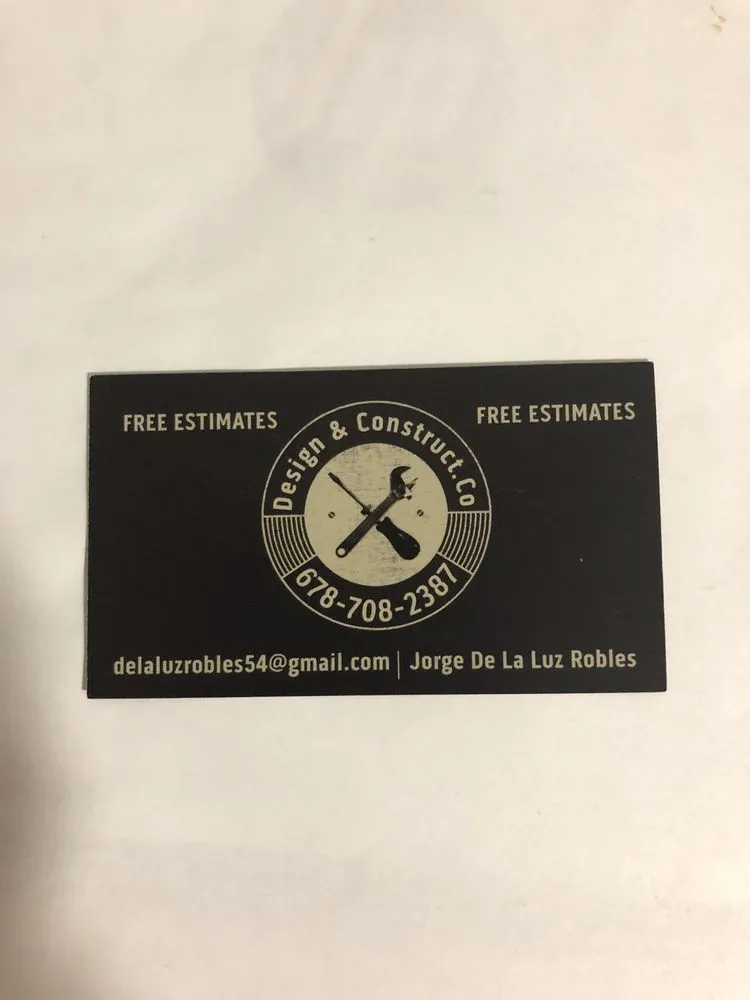 FREE ESTIMATES
FREE ESTIMATES
Design & Construct.Co
678-708-2387
delaluzrobles54@gmail.com | Jorge De La Luz Robles